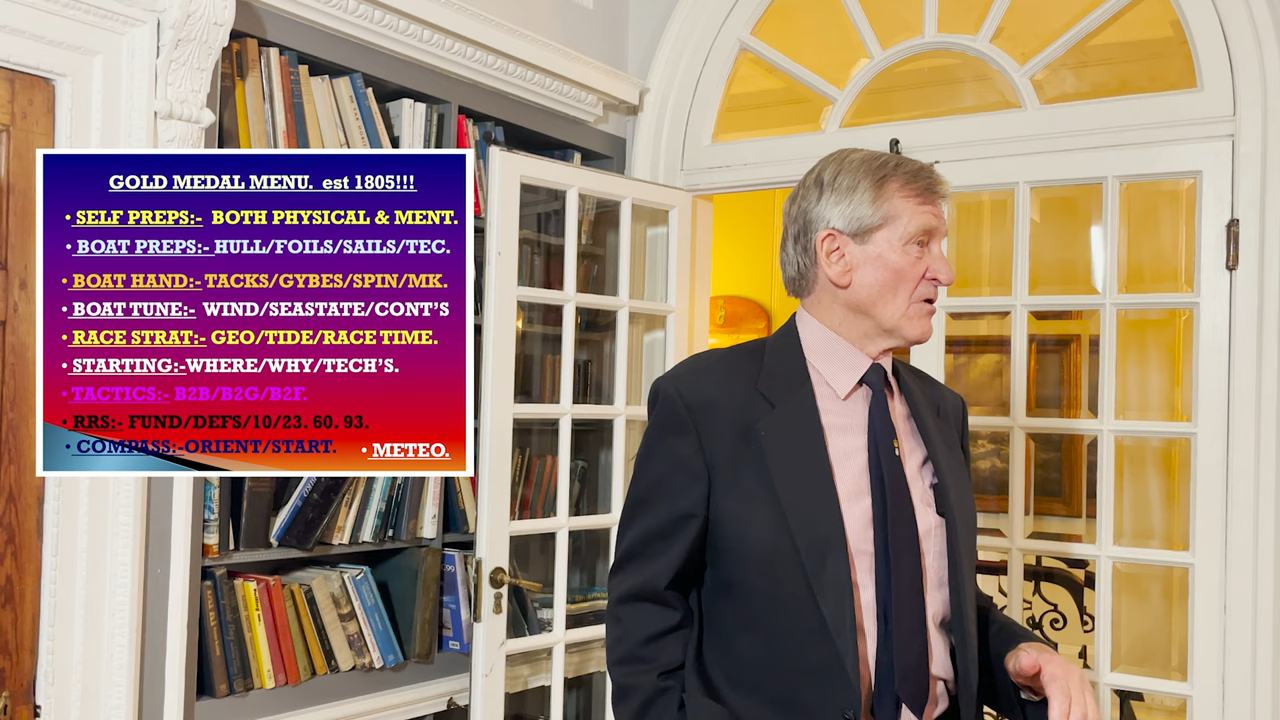 GOLD MEDAL MENU. est 1805!!!
• SELF PREPS:- BOTH PHYSICAL & MENT.
• BOAT PREPS:- HULL/FOILS/SAILS/TEC.
• BOAT HAND:- TACKS/GYBES/SPIN/MK.
• BOAT TUNE:- WIND/SEASTATE/CONT'S
• RACE STRAT:- GEO/TIDE/RACE TIME.
• STARTING:-WHERE/WHY/TECH'S.
• TACTICS:- B2B/B2G/B2F.
• RRS:- FUND/DEFS/10/23. 60. 93.
• COMPASS:-ORIENT/START.
• METEO.